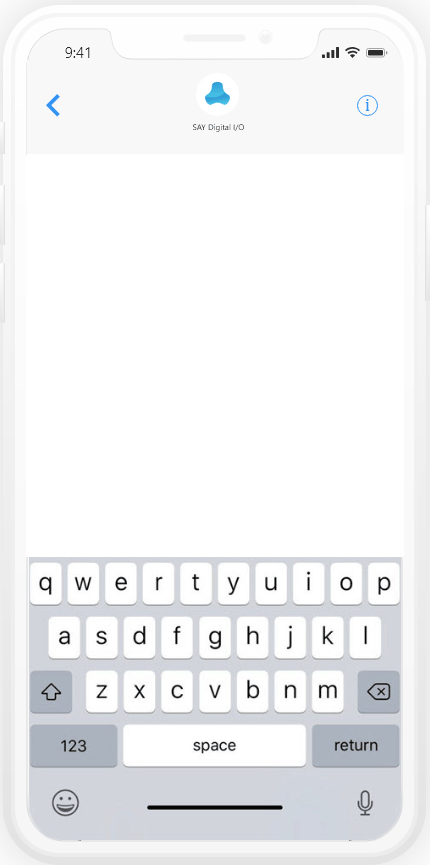 9:41
SAY Digital I/O
q w e r t y u i o p
a s d f g h j k l
z x c v b n m
123 space return